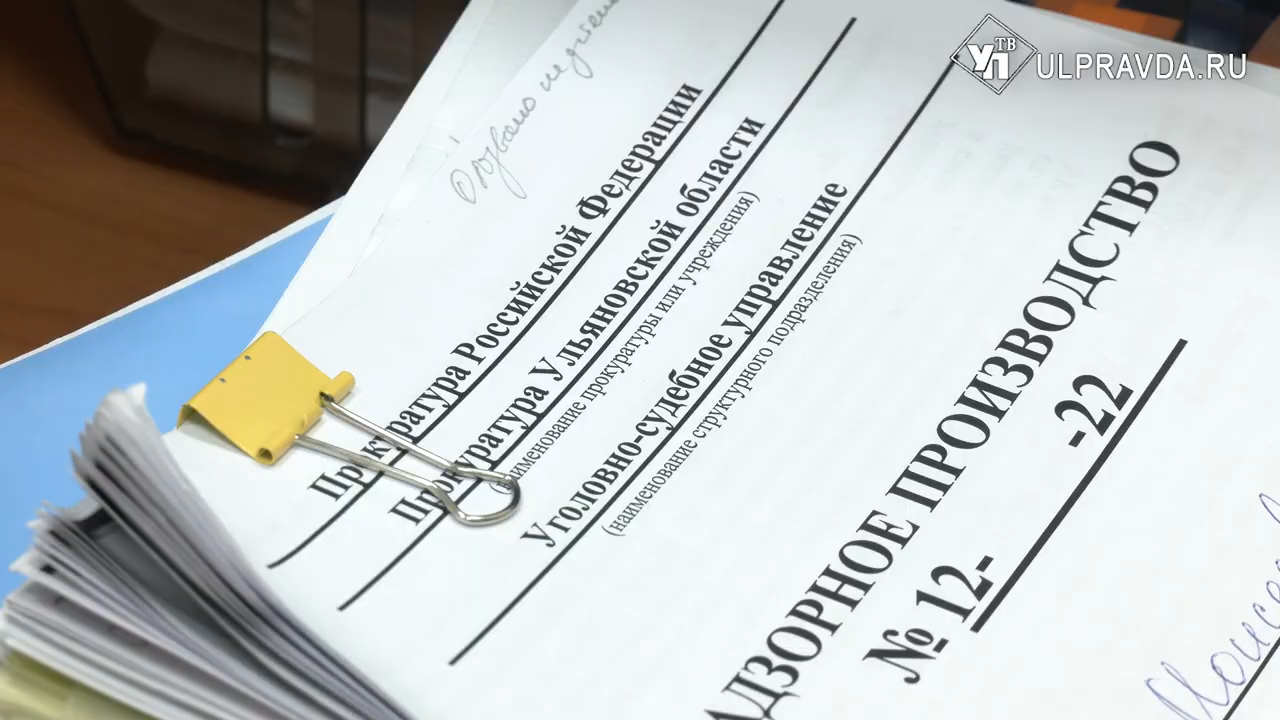 УП ТВ ULPRAVDA.RU
Прокуратура Российской Федерации
Прокуратура Ульяновской области
(наименование прокуратуры или учреждения)
Уголовно-судебное управление
(наименование структурного подразделения)
АДЗОРНОЕ ПРОИЗВОДСТВО
№ 12- -22